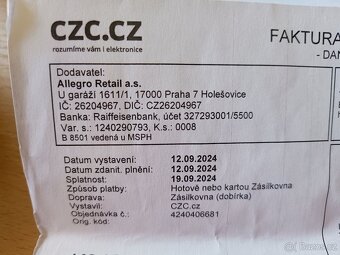 CZC.CZ
rozumíme vám i elektronice
FAKTURA
- DAN
Dodavatel:
Allegro Retail a.s.
U garáží 1611/1, 17000 Praha 7 Holešovice
IČ: 26204967, DIČ: CZ26204967
Banka: Raiffeisenbank, účet 327293001/5500
Var. s.: 1240290793, K.s.: 0008
B 8501 vedená u MSPH
Datum vystavení: 12.09.2024
Datum zdanit. plnění: 12.09.2024
Splatnost: 19.09.2024
Způsob platby: Hotově nebo kartou Zásilkovna
Doprava: Zásilkovna (dobírka)
Vystavil: CZC.cz
Objednávka č.: 4240406681
Orig. kód: